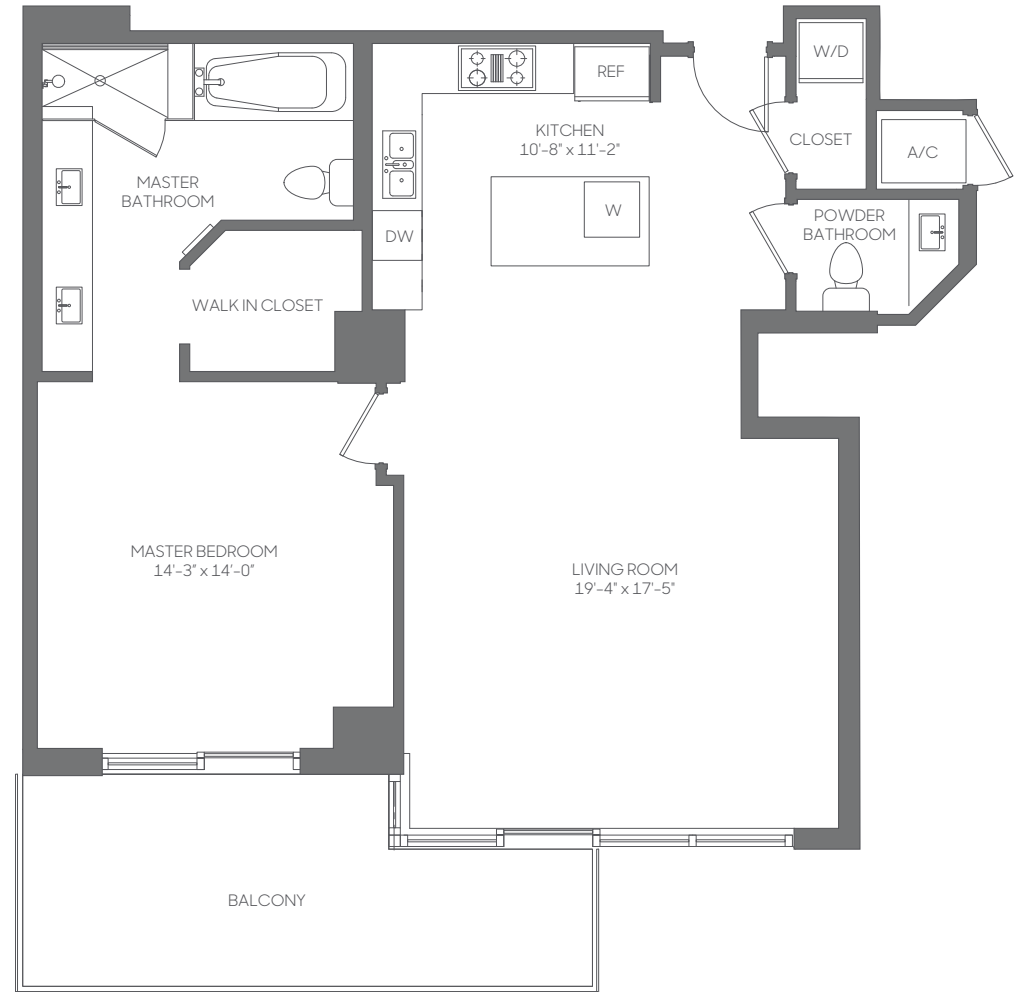 W/D
REF
KITCHEN
10'-8" x 11'-2"
CLOSET
A/C
MASTER
BATHROOM
W
POWDER
BATHROOM
DW
WALK IN CLOSET
MASTER BEDROOM
14'-3" x 14'-0"
LIVING ROOM
19'-4" x 17'-5"
BALCONY